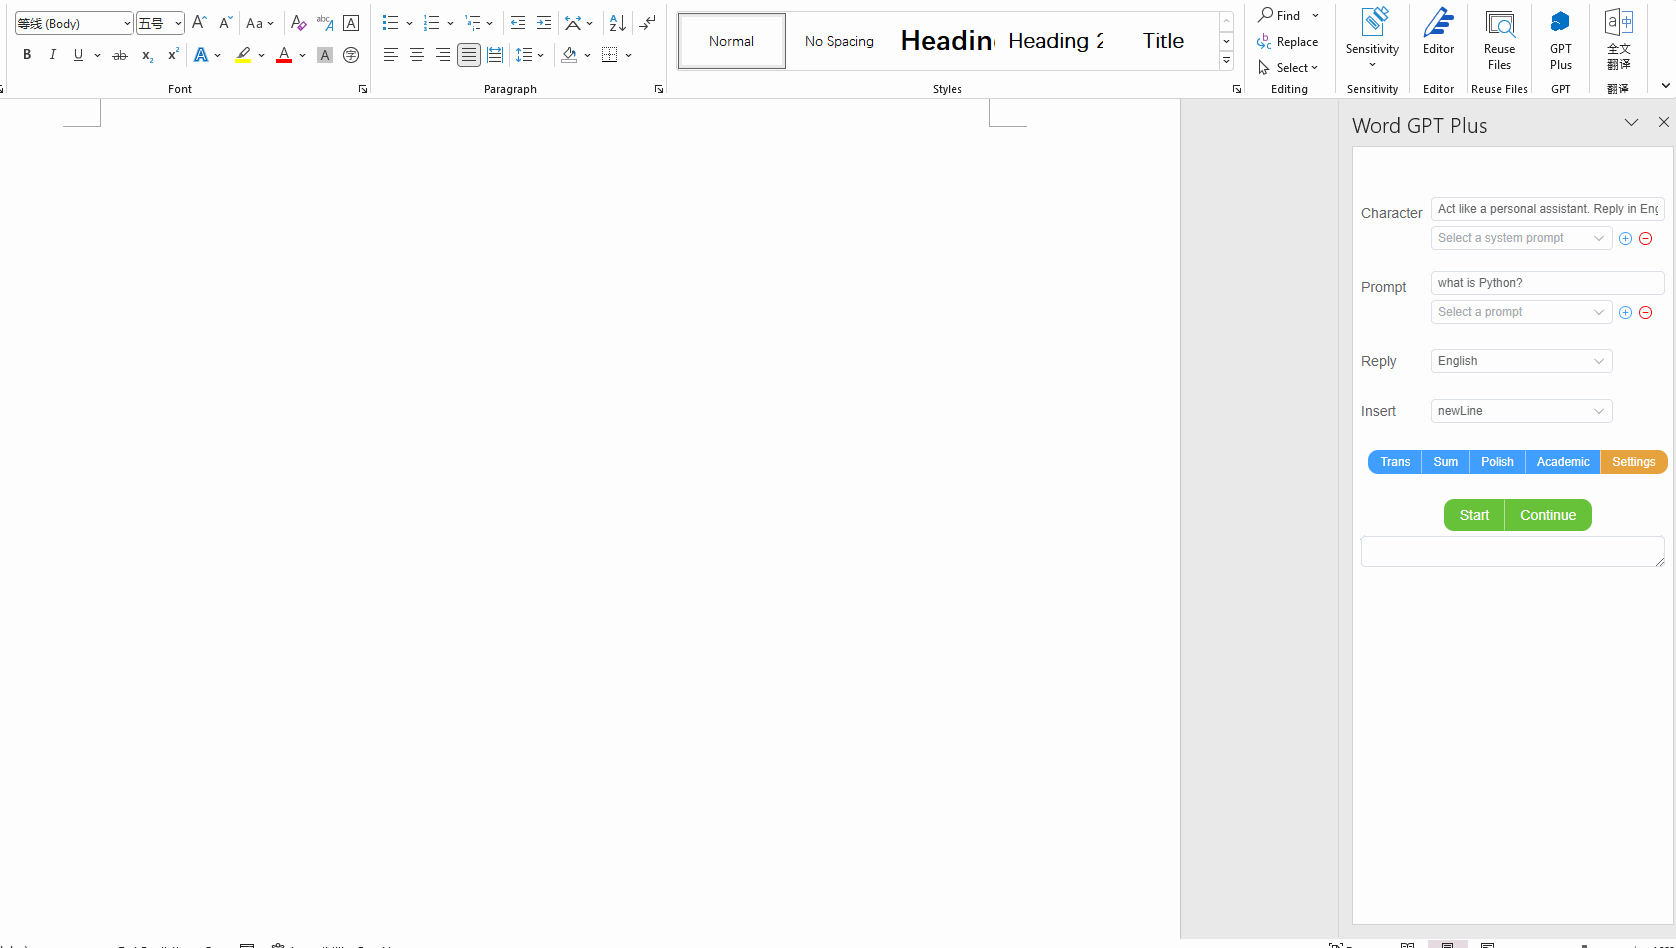 等线 (Body) 五号 A A Aa A abc A A
B I U ab x₂ x² A A A 字
Font
Paragraph
Normal No Spacing Heading 2 Title
Styles
Find
Replace
Select
Editing
Sensitivity
Sensitivity
Editor
Editor
Reuse
Files
Reuse Files
GPT
Plus
GPT
全文
翻译
翻译
Word GPT Plus
Character Act like a personal assistant. Reply in Eng
Select a system prompt
Prompt what is Python?
Select a prompt
Reply English
Insert newLine
Trans Sum Polish Academic Settings
Start Continue